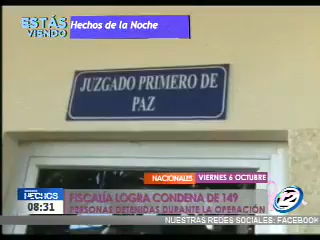 ESTÁS
VIENDO
Hechos de la Noche
JUZGADO PRIMERO DE
PAZ
NACIONALES VIERNES 6 OCTUBRE
HECHOS
08:31
FISCALÍA LOGRA CONDENA DE 149
PERSONAS DETENIDAS DURANTE LA OPERACIÓN
12
NUESTRAS REDES SOCIALES: FACEBOOK